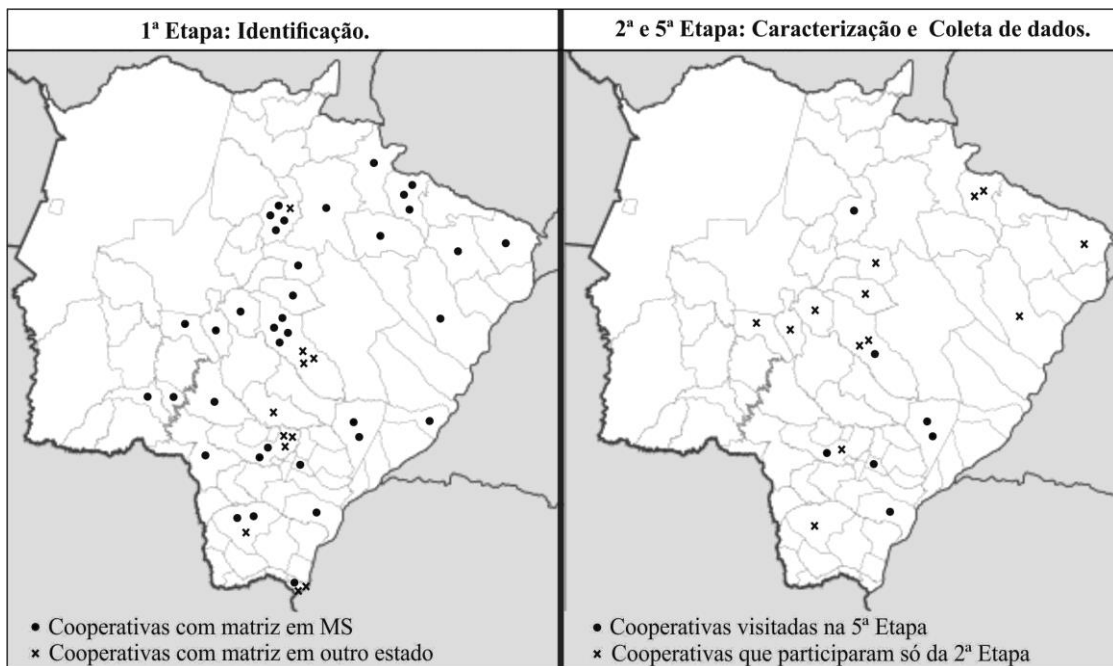 1ª Etapa: Identificação.
2ª e 5ª Etapa: Caracterização e Coleta de dados.
Cooperativas com matriz em MS
Cooperativas com matriz em outro estado
Cooperativas visitadas na 5ª Etapa
Cooperativas que participaram só da 2ª Etapa